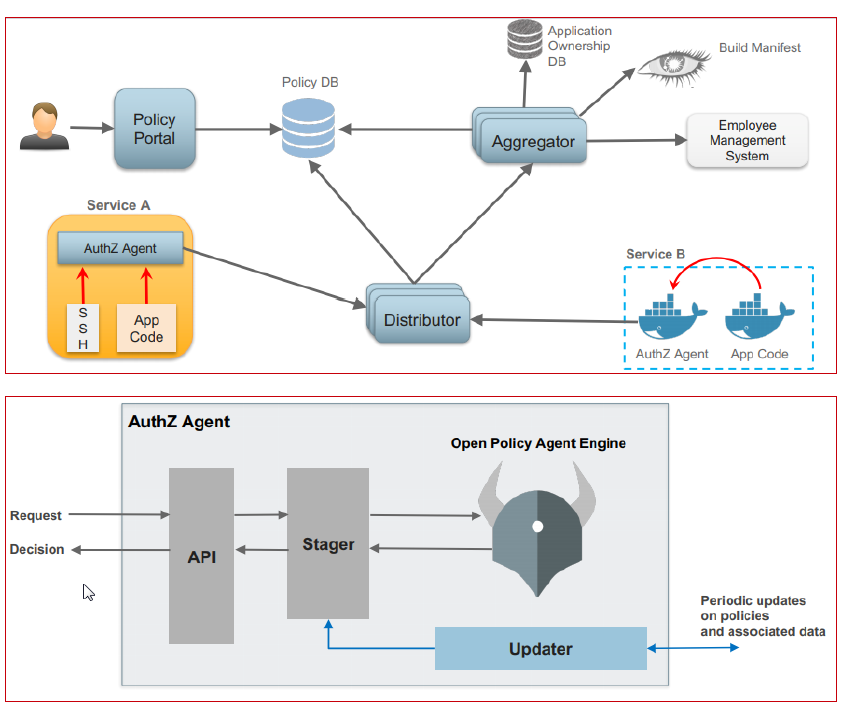 Application
Ownership
DB
Build Manifest
Policy DB
Policy
Portal
Aggregator
Employee
Management
System
Service A
AuthZ Agent
S
S
H
App
Code
Distributor
Service B
AuthZ Agent
App Code
AuthZ Agent
Open Policy Agent Engine
Request
Decision
API
Stager
Periodic updates
on policies
and associated data
Updater